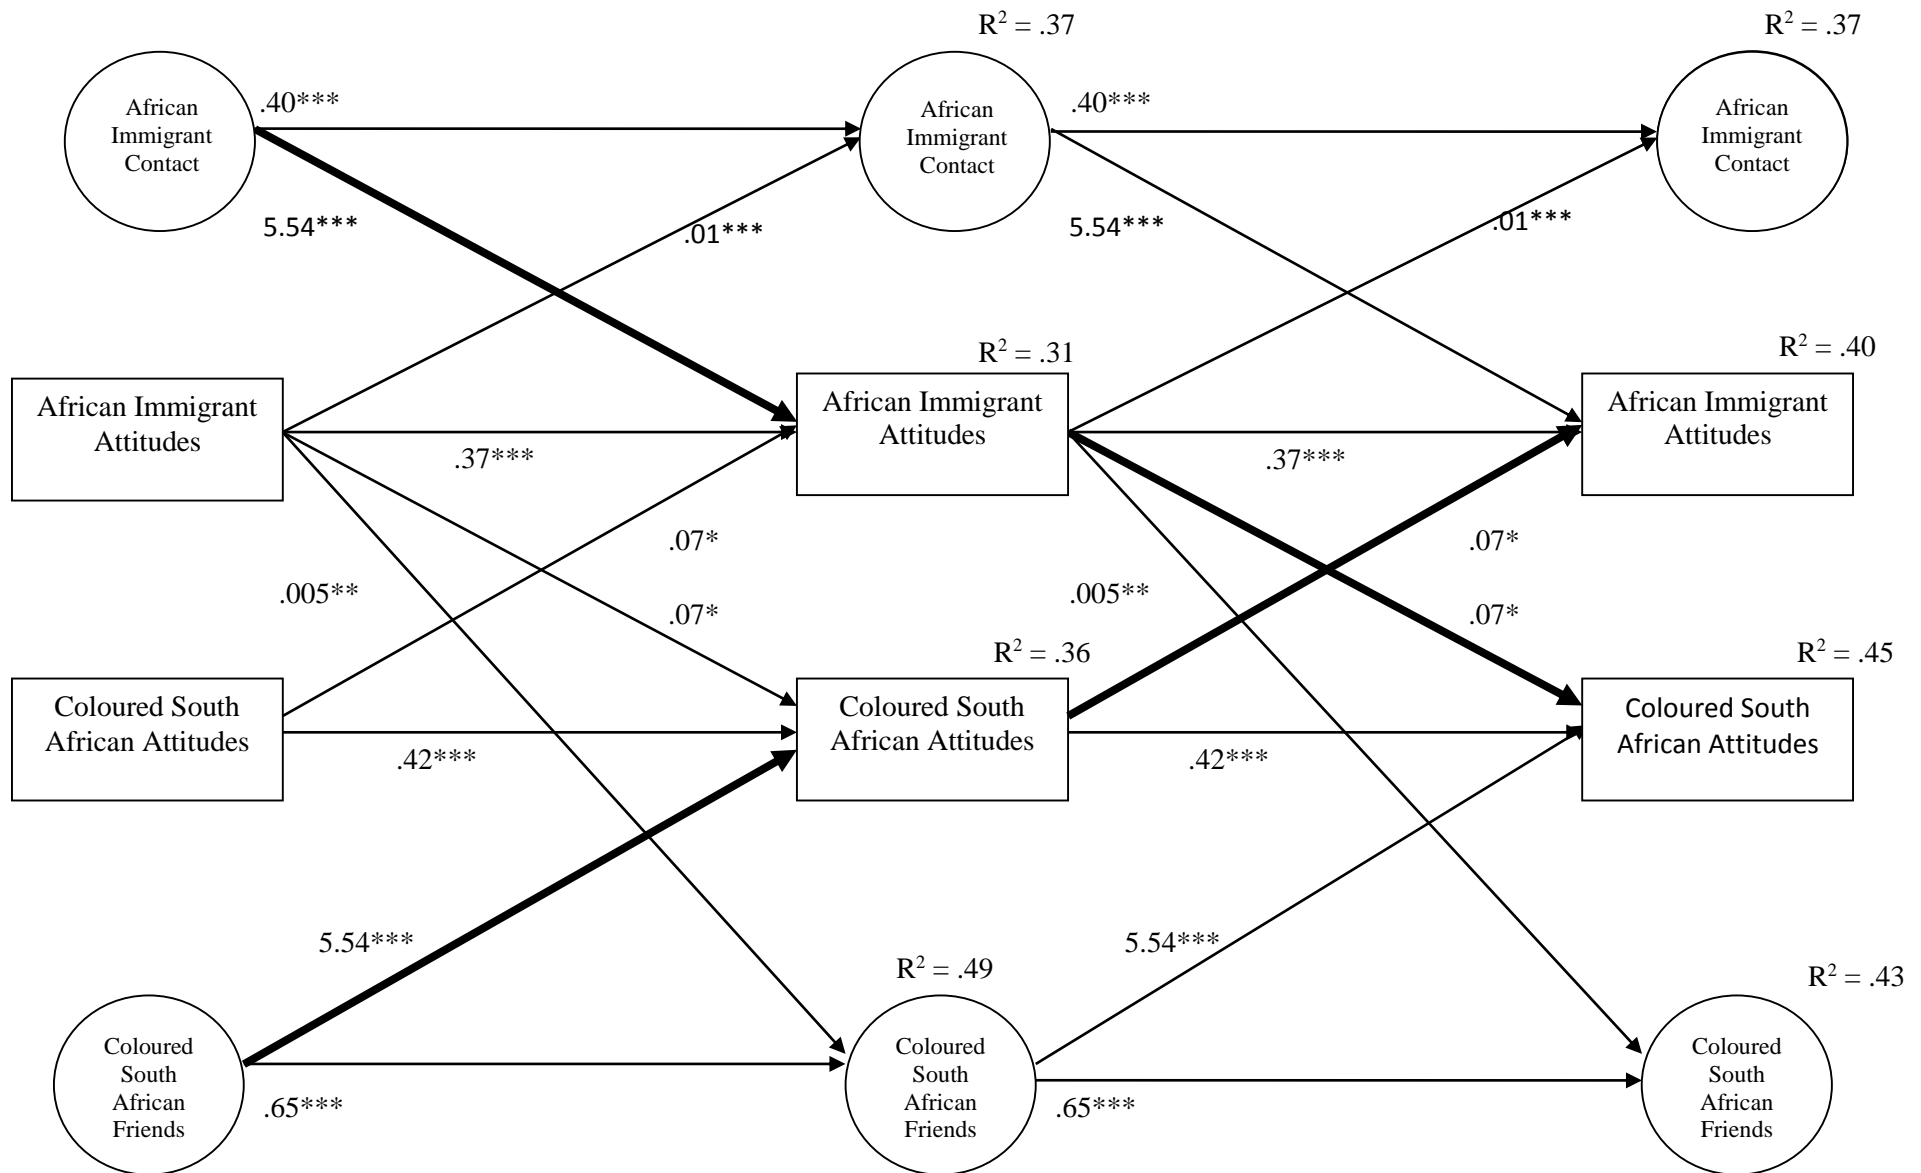 R² = .37
R² = .37
African
Immigrant
Contact
.40***
African
Immigrant
Contact
.40***
African
Immigrant
Contact
5.54***
.01***
5.54***
.01***
R² = .31
R² = .40
African Immigrant
Attitudes
African Immigrant
Attitudes
African Immigrant
Attitudes
.37***
.37***
.07*
.07*
.005**
.005**
.07*
.07*
R² = .36
R² = .45
Coloured South
African Attitudes
Coloured South
African Attitudes
Coloured South
African Attitudes
.42***
.42***
5.54***
5.54***
R² = .49
R² = .43
Coloured
South
African
Friends
.65***
Coloured
South
African
Friends
.65***
Coloured
South
African
Friends